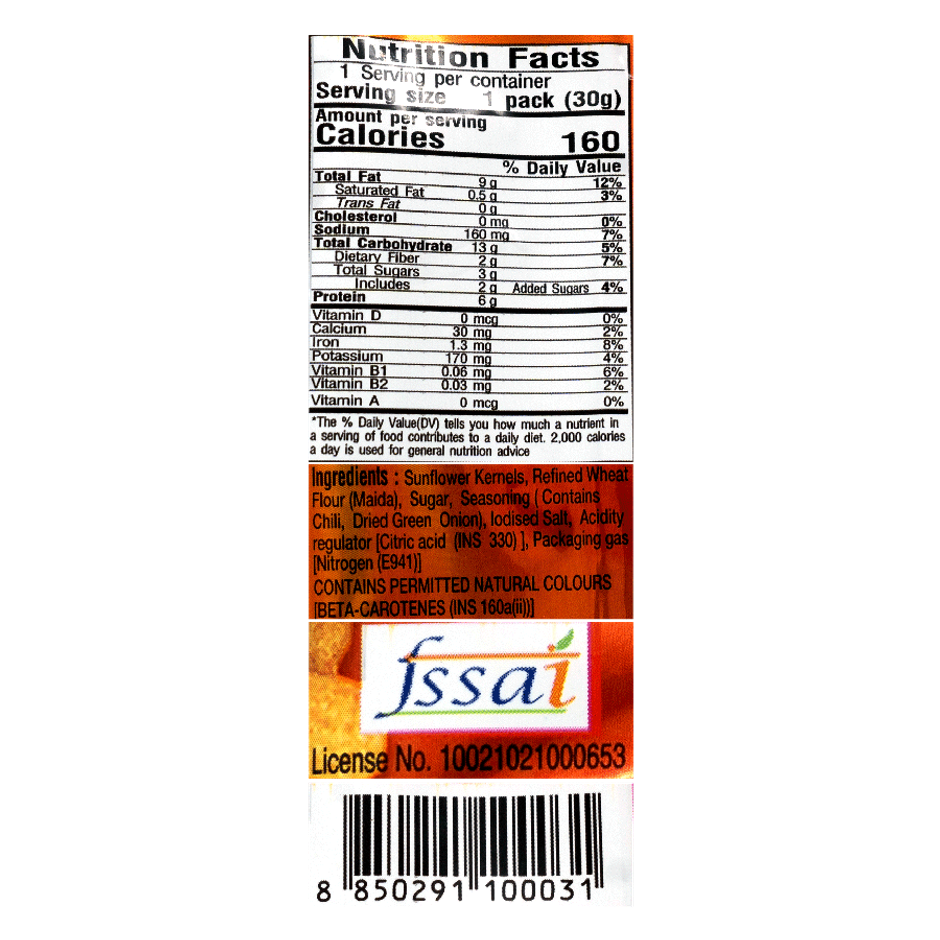 Nutrition Facts
1 Serving per container
Serving size 1 pack (30g)
Amount per serving
Calories 160
% Daily Value
Total Fat 9 g 12%
Saturated Fat 0.5 g 3%
Trans Fat 0 g
Cholesterol 0 mg 0%
Sodium 160 mg 7%
Total Carbohydrate 13 g 5%
Dietary Fiber 2 g 7%
Total Sugars 3 g
Includes 2 g Added Sugars 4%
Protein 6 g
Vitamin D 0 mcg 0%
Calcium 30 mg 2%
Iron 1.3 mg 8%
Potassium 170 mg 4%
Vitamin B1 0.06 mg 6%
Vitamin B2 0.03 mg 2%
Vitamin A 0 mcg 0%
*The % Daily Value(DV) tells you how much a nutrient in
a serving of food contributes to a daily diet. 2,000 calories
a day is used for general nutrition advice
Ingredients : Sunflower Kernels, Refined Wheat
Flour (Maida), Sugar, Seasoning ( Contains
Chili, Dried Green Onion), Iodised Salt, Acidity
regulator [Citric acid (INS 330) ], Packaging gas
[Nitrogen (E941)]
CONTAINS PERMITTED NATURAL COLOURS
[BETA-CAROTENES (INS 160a(ii))]
fssai
License No. 10021021000653
8 850291 100031